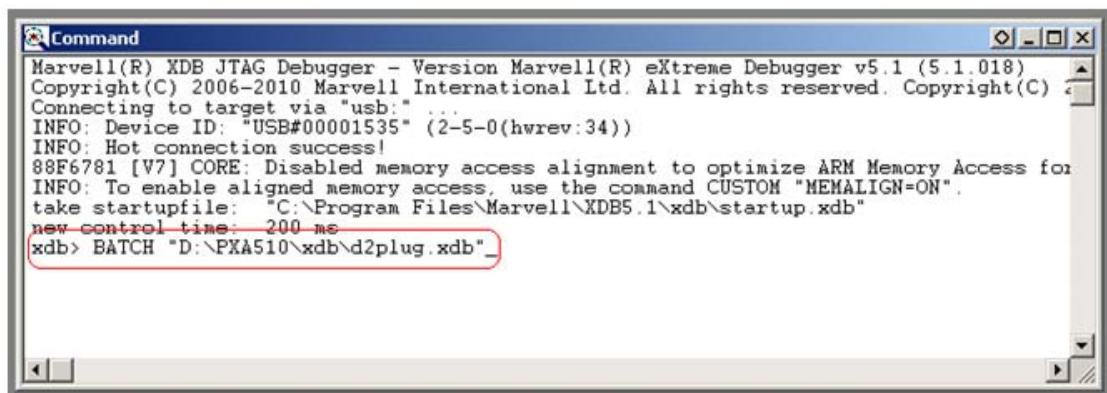 Command
Marvell(R) XDB JTAG Debugger - Version Marvell(R) eXtreme Debugger v5.1 (5.1.018)
Copyright(C) 2006-2010 Marvell International Ltd. All rights reserved. Copyright(C)
Connecting to target via "usb:" ...
INFO: Device ID: "USB#00001535" (2-5-0(hwrev:34))
INFO: Hot connection success!
88F6781 [V7] CORE: Disabled memory access alignment to optimize ARM Memory Access for
INFO: To enable aligned memory access, use the command CUSTOM "MEMALIGN=ON".
take startupfile: "C:\Program Files\Marvell\XDB5.1\xdb\startup.xdb"
new control time: 200 ms
xdb> BATCH "D:\PXA510\xdb\d2plug.xdb"_